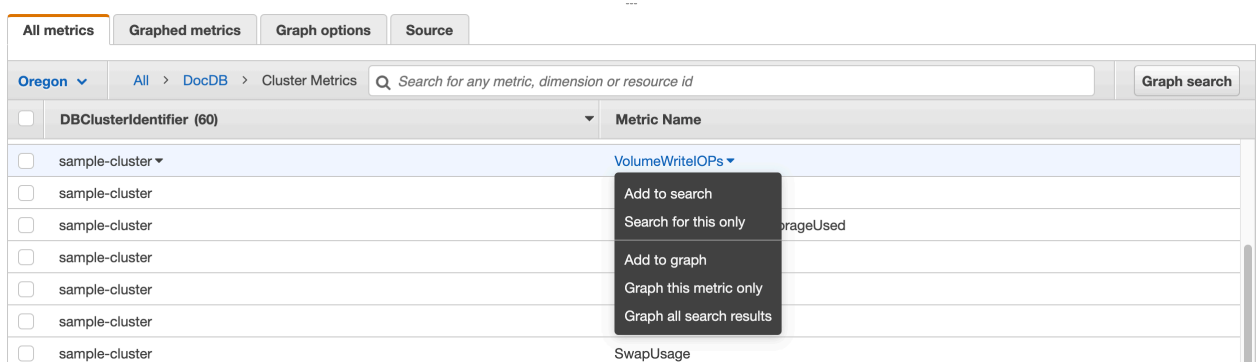 All metrics Graphed metrics Graph options Source
Oregon All > DocDB > Cluster Metrics Search for any metric, dimension or resource id Graph search
DBClusterIdentifier (60) Metric Name
sample-cluster VolumeWriteIOPs
sample-cluster Add to search
sample-cluster Search for this only
sample-cluster Add to graph
sample-cluster Graph this metric only
sample-cluster Graph all search results
sample-cluster SwapUsage